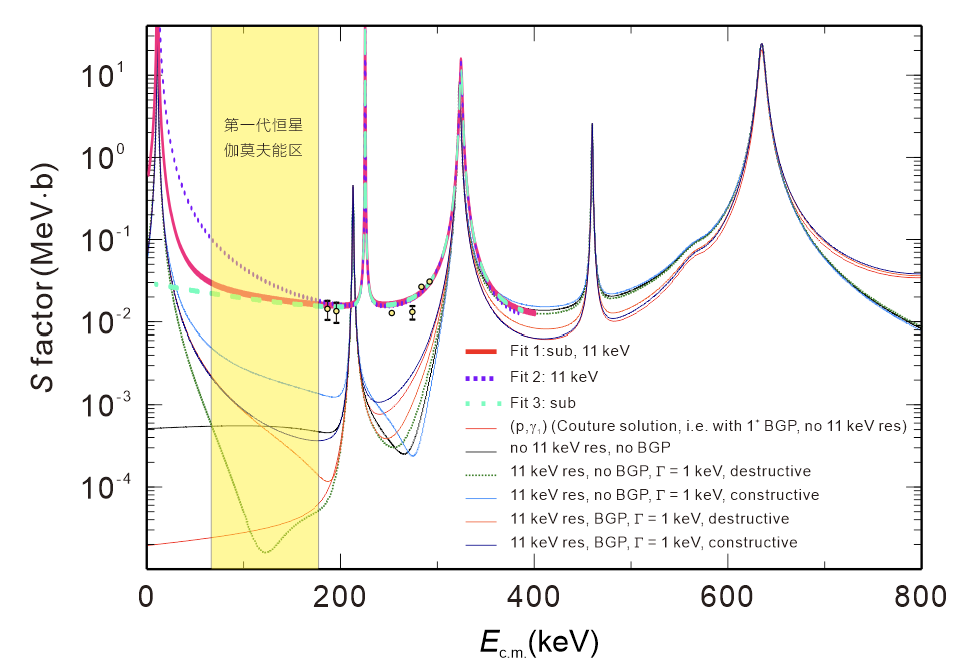 S factor (MeV·b)
10¹
10⁰
10⁻¹
10⁻²
10⁻³
10⁻⁴
第一代恒星
伽莫夫能区
Fit 1:sub, 11 keV
Fit 2: 11 keV
Fit 3: sub
(p,γ₁) (Couture solution, i.e. with 1⁺ BGP, no 11 keV res)
no 11 keV res, no BGP
11 keV res, no BGP, Γ = 1 keV, destructive
11 keV res, no BGP, Γ = 1 keV, constructive
11 keV res, BGP, Γ = 1 keV, destructive
11 keV res, BGP, Γ = 1 keV, constructive
0 200 400 600 800
E_c.m. (keV)